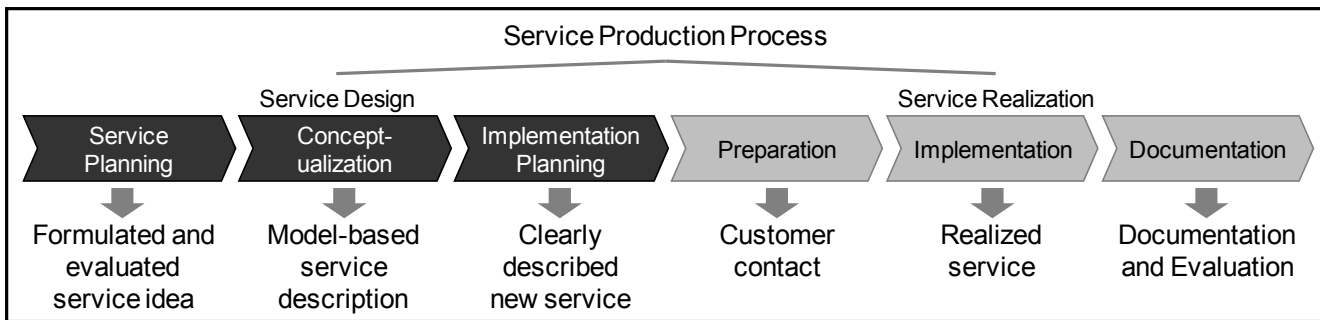 Service Production Process
Service Design
Service Realization
Service
Planning
Concept-
ualization
Implementation
Planning
Preparation
Implementation
Documentation
Formulated and
evaluated
service idea
Model-based
service
description
Clearly
described
new service
Customer
contact
Realized
service
Documentation
and Evaluation